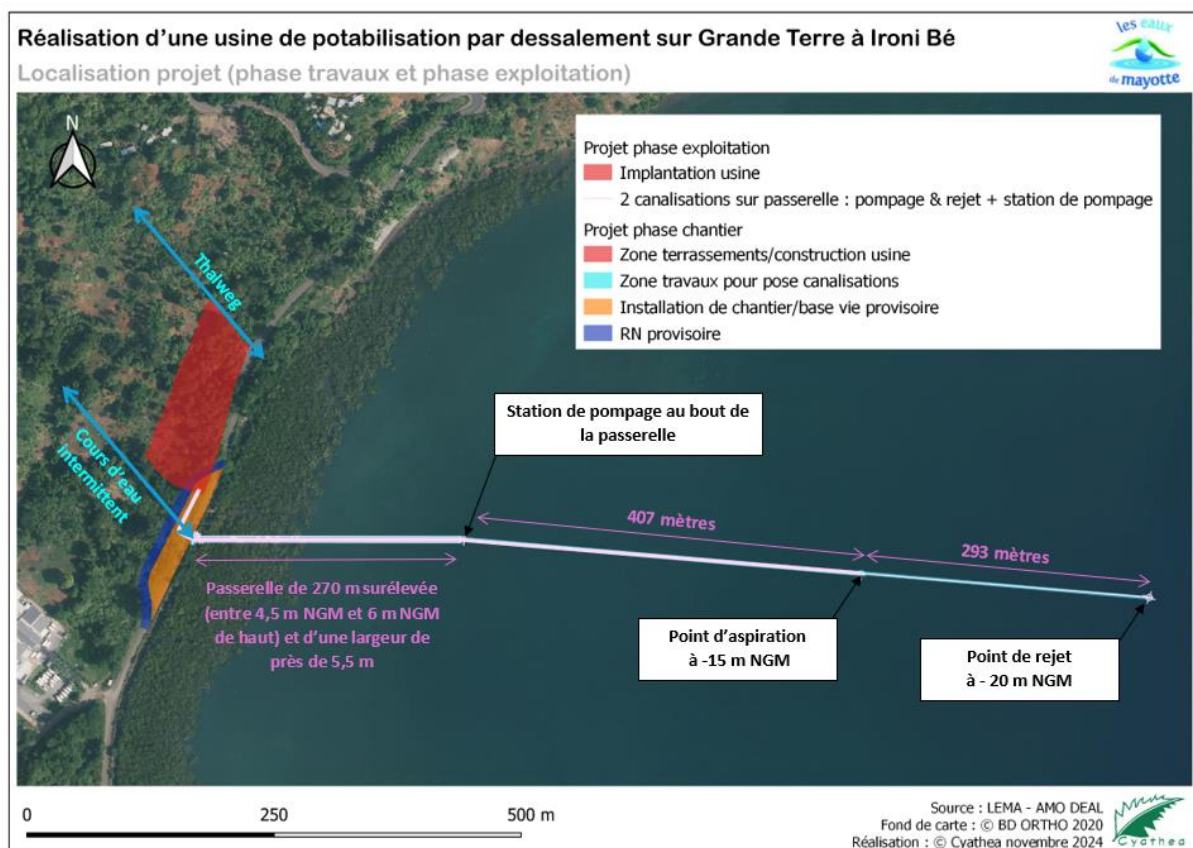 Réalisation d'une usine de potabilisation par dessalement sur Grande Terre à Ironi Bé
Localisation projet (phase travaux et phase exploitation)
les eaux
de mayotte
N
Projet phase exploitation
Implantation usine
2 canalisations sur passerelle : pompage & rejet + station de pompage
Projet phase chantier
Zone terrassements/construction usine
Zone travaux pour pose canalisations
Installation de chantier/base vie provisoire
RN provisoire
Thalweg
Cours d'eau
intermittent
Station de pompage au bout de
la passerelle
407 mètres
293 mètres
Passerelle de 270 m surélevée
(entre 4,5 m NGM et 6 m NGM
de haut) et d'une largeur de
près de 5,5 m
Point d'aspiration
à -15 m NGM
Point de rejet
à - 20 m NGM
0 250 500 m
Source : LEMA - AMO DEAL
Fond de carte : © BD ORTHO 2020
Réalisation : © Cyathea novembre 2024
Cyathea